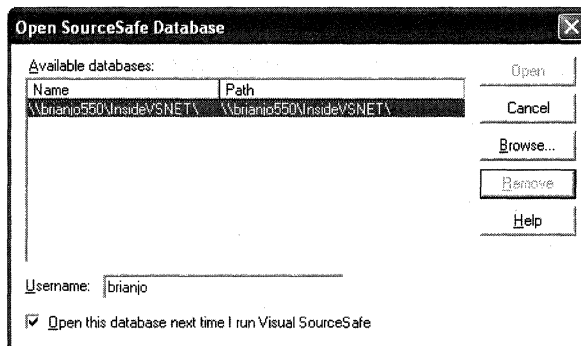 Open SourceSafe Database
Available databases:
Name Path
\\brianjo550\InsideVSNET\ \\brianjo550\InsideVSNET\
Open
Cancel
Browse...
Remove
Help
Username: brianjo
Open this database next time I run Visual SourceSafe